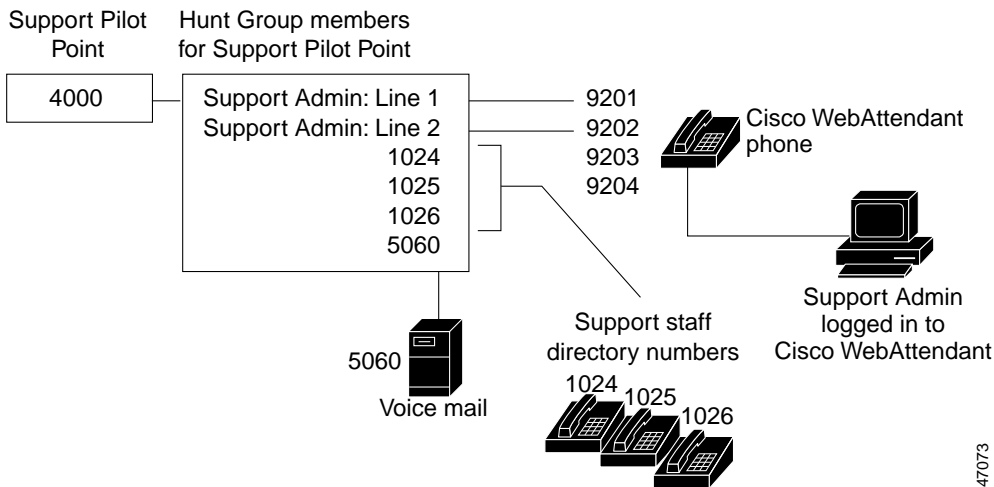 Support Pilot
Point
Hunt Group members
for Support Pilot Point
4000
Support Admin: Line 1
Support Admin: Line 2
1024
1025
1026
5060
9201
9202
9203
9204
Cisco WebAttendant
phone
Support Admin
logged in to
Cisco WebAttendant
5060
Voice mail
Support staff
directory numbers
1024
1025
1026
47073